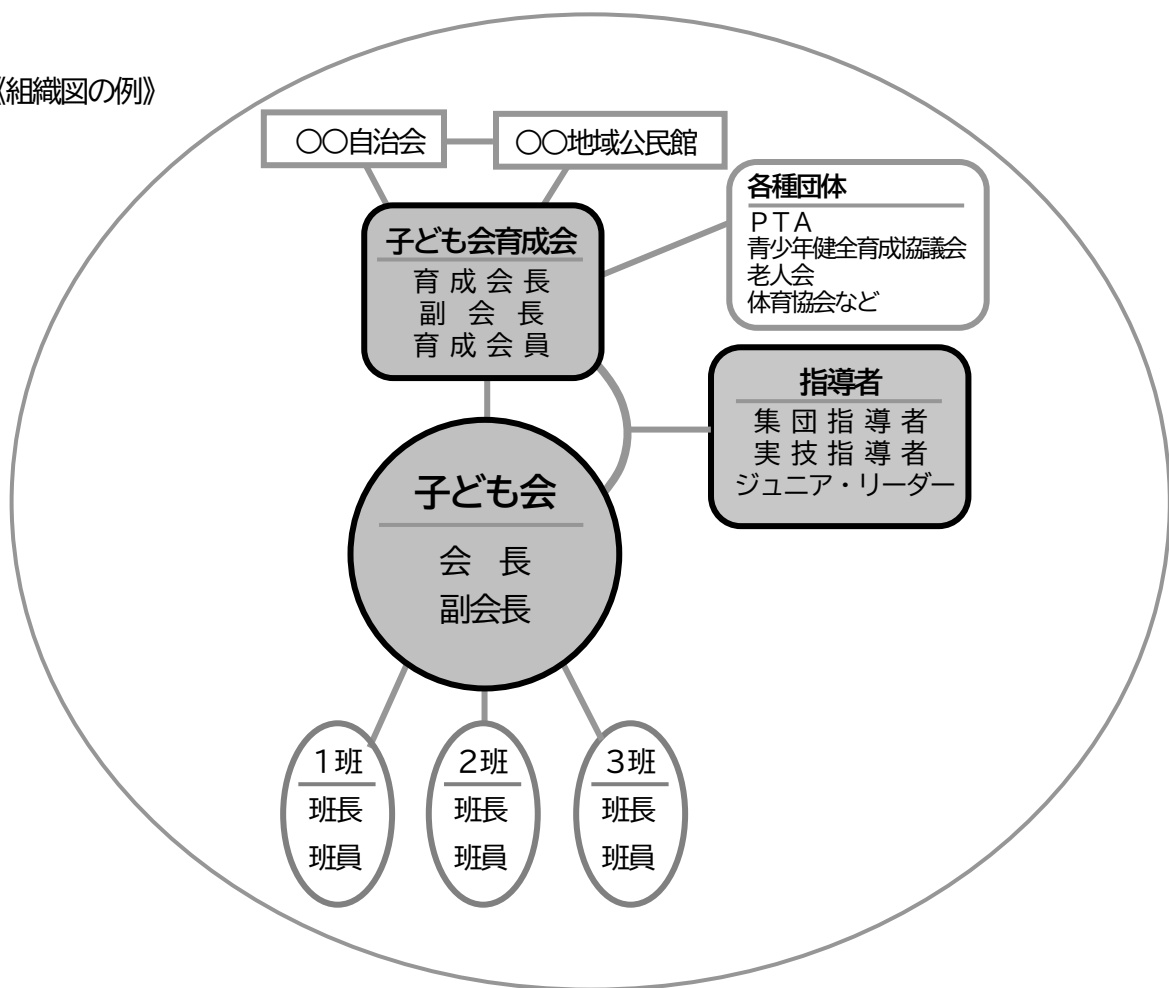 《組織図の例》
〇〇自治会
〇〇地域公民館
各種団体
ＰＴＡ
青少年健全育成協議会
老人会
体育協会など
子ども会育成会
育成会長
副会長
育成会員
指導者
集団指導者
実技指導者
ジュニア・リーダー
子ども会
会長
副会長
１班
班長
班員
２班
班長
班員
３班
班長
班員